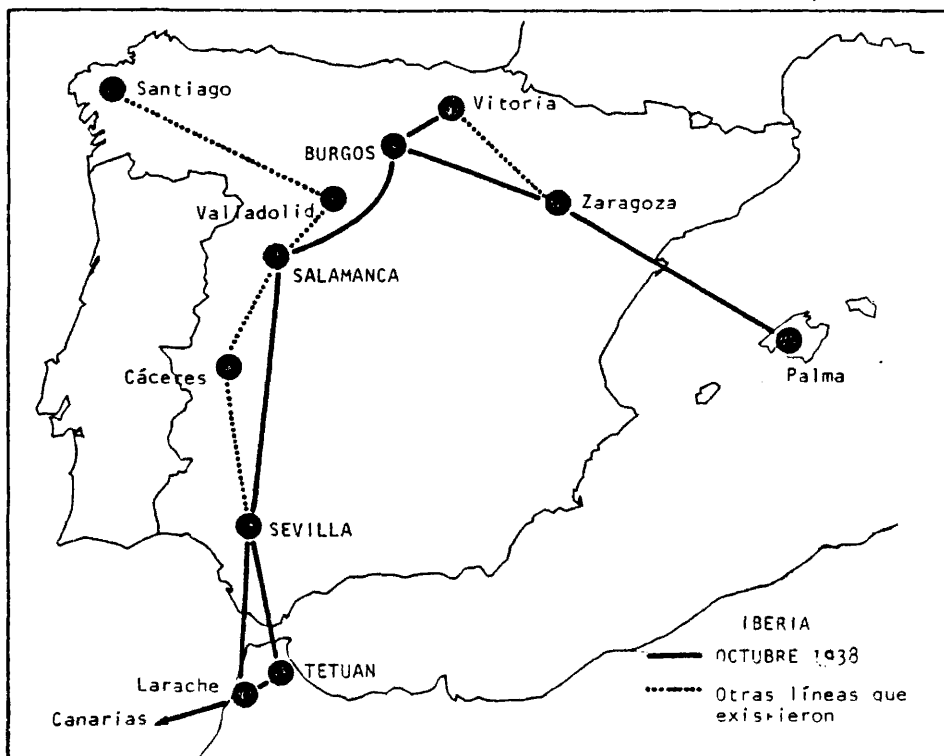 Santiago
Vitoria
BURGOS
Zaragoza
Valladolid
SALAMANCA
Cáceres
Palma
SEVILLA
TETUAN
Larache
Canarias
IBERIA
OCTUBRE 1938
Otras líneas que
existieron